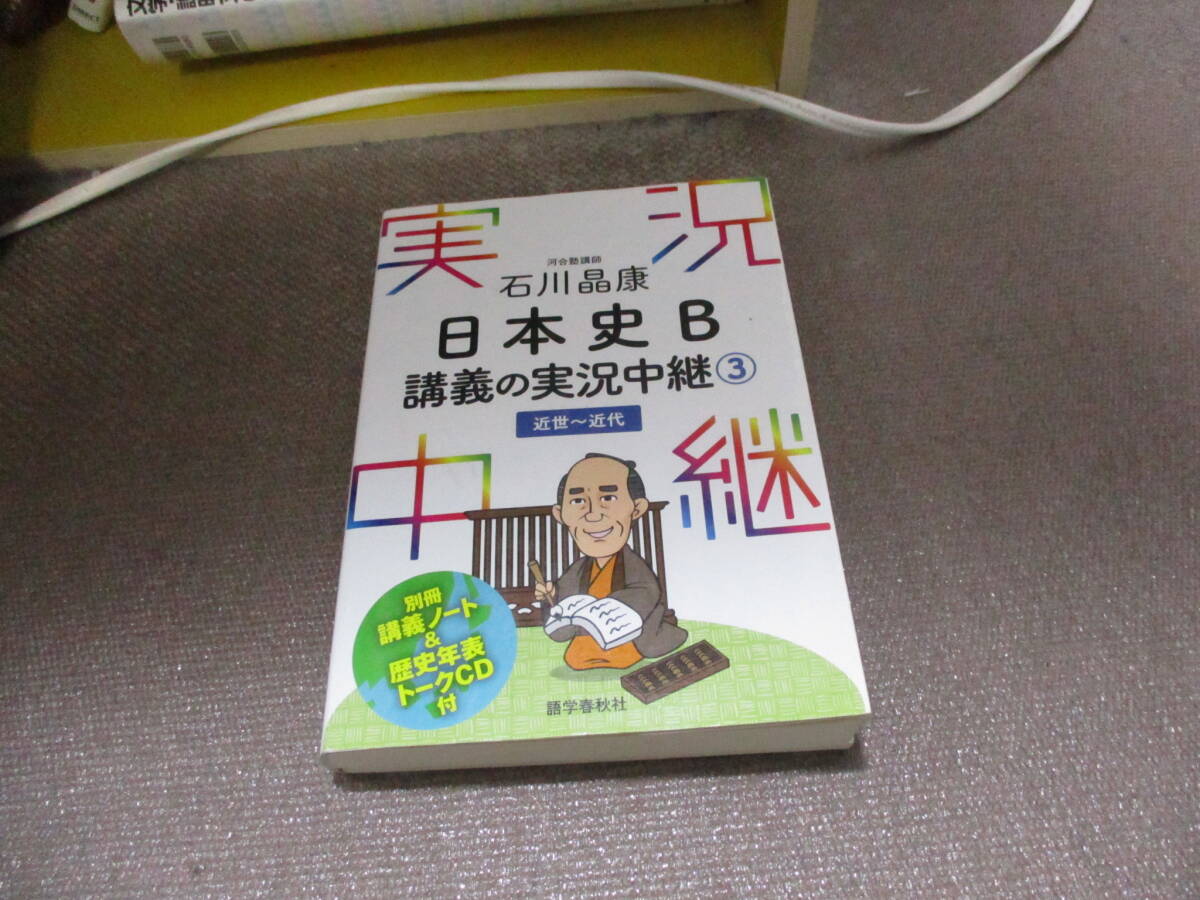 実況
河合塾講師
石川晶康
日本史B
講義の実況中継③
近世～近代
中継
別冊
講義ノート
&
歴史年表
トークCD
付
語学春秋社